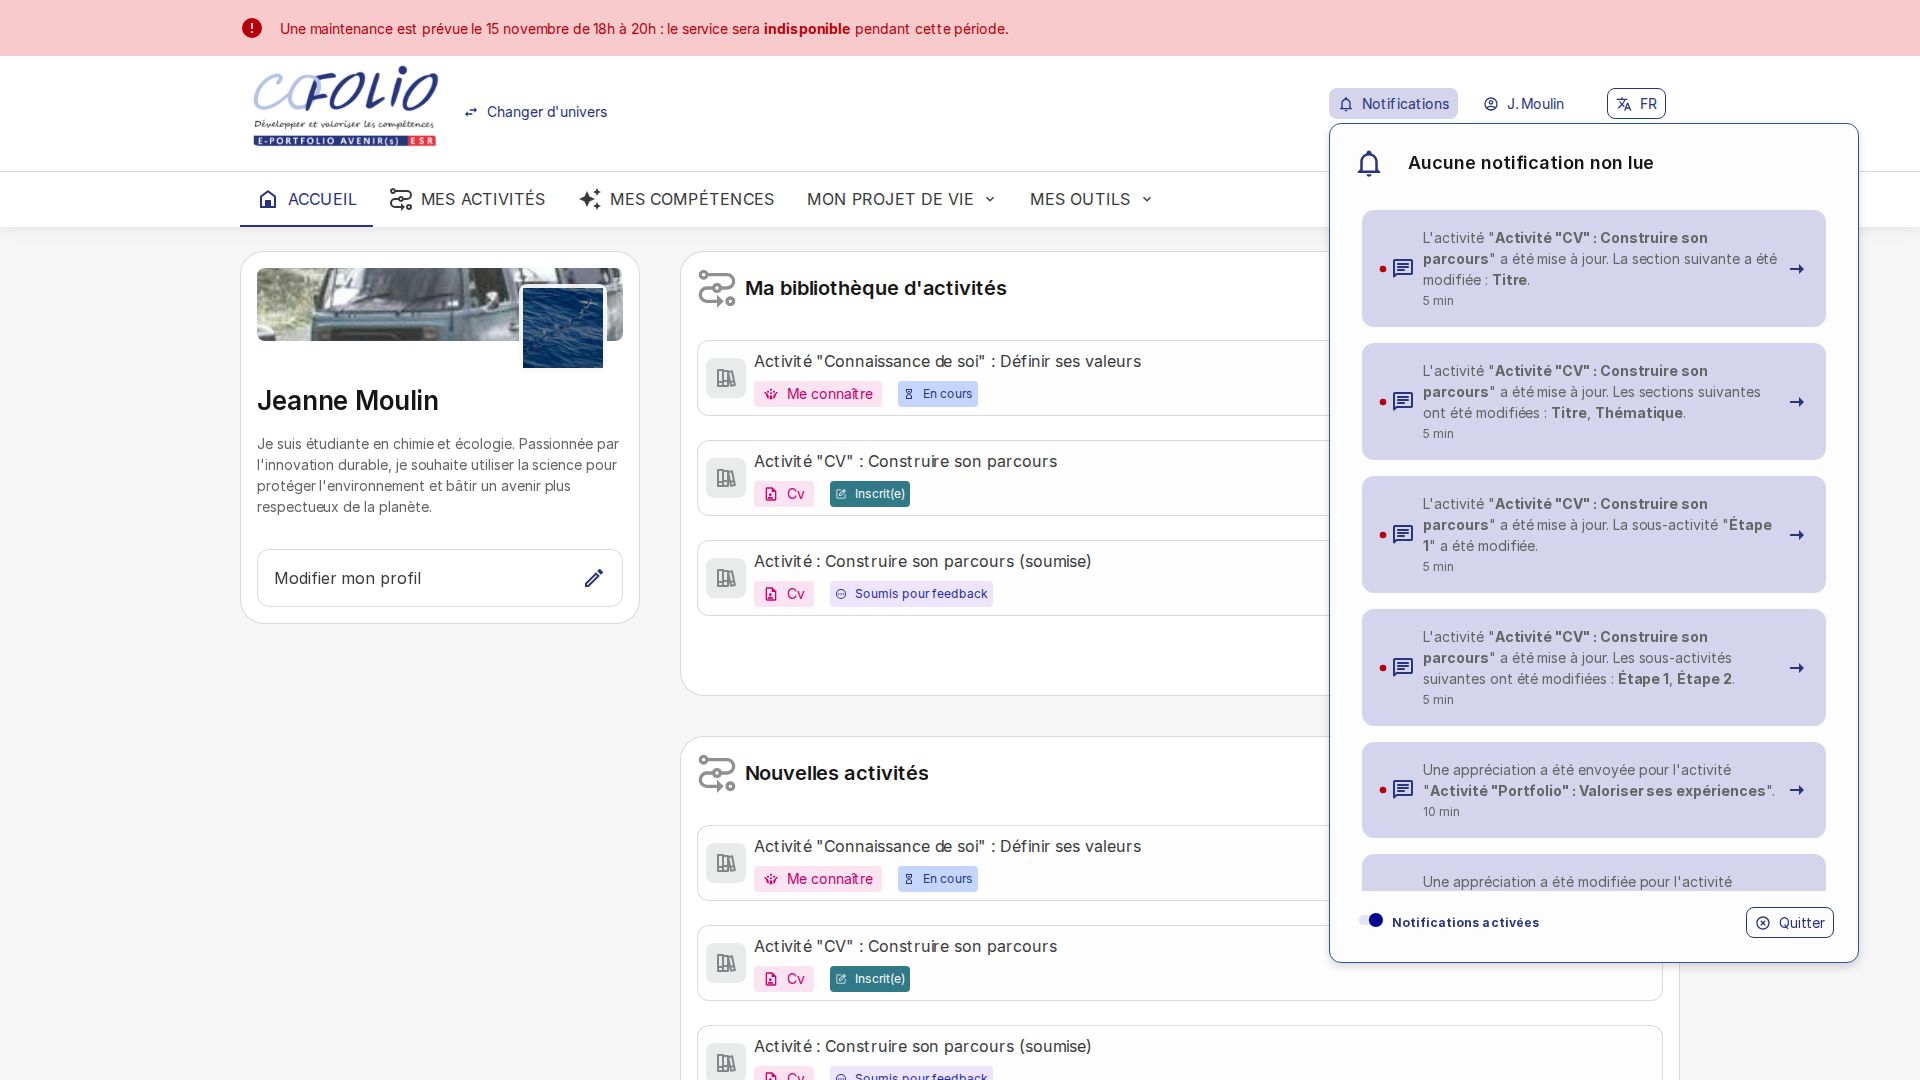 Une maintenance est prévue le 15 novembre de 18h à 20h : le service sera indisponible pendant cette période.
COFOLIO
Développer et valoriser les compétences
E-PORTFOLIO AVENIR(s) ESR
Changer d'univers
Notifications
J. Moulin
FR
ACCUEIL
MES ACTIVITÉS
MES COMPÉTENCES
MON PROJET DE VIE
MES OUTILS
Jeanne Moulin
Je suis étudiante en chimie et écologie. Passionnée par
l'innovation durable, je souhaite utiliser la science pour
protéger l'environnement et bâtir un avenir plus
respectueux de la planète.
Modifier mon profil
Ma bibliothèque d'activités
Activité "Connaissance de soi" : Définir ses valeurs
Me connaître
En cours
Activité "CV" : Construire son parcours
Cv
Inscrit(e)
Activité : Construire son parcours (soumise)
Cv
Soumis pour feedback
Nouvelles activités
Activité "Connaissance de soi" : Définir ses valeurs
Me connaître
En cours
Activité "CV" : Construire son parcours
Cv
Inscrit(e)
Activité : Construire son parcours (soumise)
Cv
Soumis pour feedback
Aucune notification non lue
L'activité "Activité "CV" : Construire son
parcours" a été mise à jour. La section suivante a été
modifiée : Titre.
5 min
L'activité "Activité "CV" : Construire son
parcours" a été mise à jour. Les sections suivantes
ont été modifiées : Titre, Thématique.
5 min
L'activité "Activité "CV" : Construire son
parcours" a été mise à jour. La sous-activité "Étape
1" a été modifiée.
5 min
L'activité "Activité "CV" : Construire son
parcours" a été mise à jour. Les sous-activités
suivantes ont été modifiées : Étape 1, Étape 2.
5 min
Une appréciation a été envoyée pour l'activité
"Activité "Portfolio" : Valoriser ses expériences".
10 min
Une appréciation a été modifiée pour l'activité
Notifications activées
Quitter